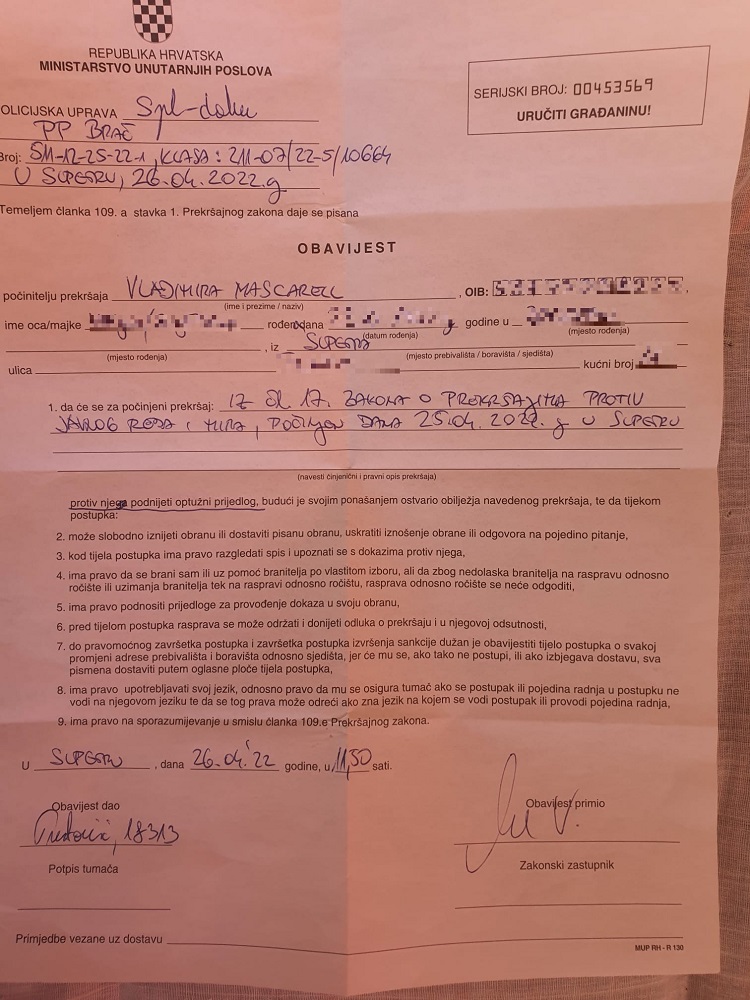 REPUBLIKA HRVATSKA
MINISTARSTVO UNUTARNJIH POSLOVA
SERIJSKI BROJ: 00453569
URUČITI GRAĐANINU!
OLICIJSKA UPRAVA Spl-dalm
PP BRAČ
Broj: 511-12-25-22-1, KLASA: 211-07/22-5/10664
U SUPETRU, 26.04.2022.g
Temeljem članka 109. a stavka 1. Prekršajnog zakona daje se pisana
OBAVIJEST
počinitelju prekršaja VLADIMIRA MASCARELL, OIB:
(ime i prezime / naziv)
ime oca/majke rođen dana godine u
(datum rođenja) (mjesto rođenja)
, iz SUPETRA
(mjesto rođenja) (mjesto prebivališta / boravišta / sjedišta)
ulica kućni broj
1. da će se za počinjeni prekršaj: IZ ČL 17. ZAKONA O PREKRŠAJIMA PROTIV
JAVNOG REDA I MIRA, POČINJEN DANA 25.04.2022.g U SUPETRU
(navesti činjenični i pravni opis prekršaja)
protiv njega podnijeti optužni prijedlog, budući je svojim ponašanjem ostvario obilježja navedenog prekršaja, te da tijekom
postupka:
2. može slobodno iznijeti obranu ili dostaviti pisanu obranu, uskratiti iznošenje obrane ili odgovora na pojedino pitanje,
3. kod tijela postupka ima pravo razgledati spis i upoznati se s dokazima protiv njega,
4. ima pravo da se brani sam ili uz pomoć branitelja po vlastitom izboru, ali da zbog nedolaska branitelja na raspravu odnosno
ročište ili uzimanja branitelja tek na raspravi odnosno ročištu, rasprava odnosno ročište se neće odgoditi,
5. ima pravo podnositi prijedloge za provođenje dokaza u svoju obranu,
6. pred tijelom postupka rasprava se može održati i donijeti odluka o prekršaju i u njegovoj odsutnosti,
7. do pravomoćnog završetka postupka i završetka postupka izvršenja sankcije dužan je obavijestiti tijelo postupka o svakoj
promjeni adrese prebivališta i boravišta odnosno sjedišta, jer će mu se, ako tako ne postupi, ili ako izbjegava dostavu, sva
pismena dostaviti putem oglasne ploče tijela postupka,
8. ima pravo upotrebljavati svoj jezik, odnosno pravo da mu se osigura tumač ako se postupak ili pojedina radnja u postupku ne
vodi na njegovom jeziku te da se tog prava može odreći ako zna jezik na kojem se vodi postupak ili provodi pojedina radnja,
9. ima pravo na sporazumijevanje u smislu članka 109.e Prekršajnog zakona.
U SUPETRU, dana 26.04.'22 godine, u 11,50 sati.
Obavijest dao Obavijest primio
18313
Potpis tumača Zakonski zastupnik
Primjedbe vezane uz dostavu
MUP RH - R 130